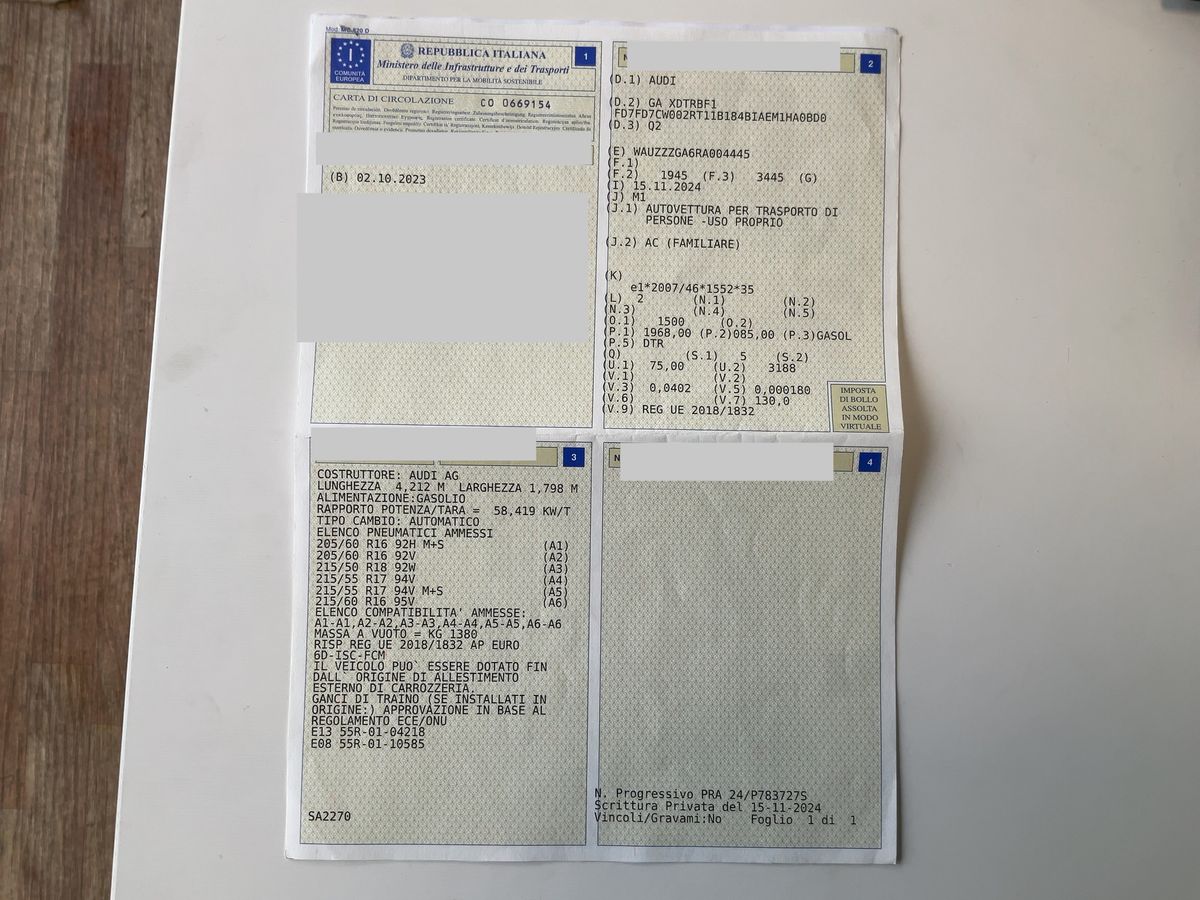 Mod.
REPUBBLICA ITALIANA
1
Ministero delle Infrastrutture e dei Trasporti
DIPARTIMENTO PER LA MOBILITÀ SOSTENIBILE
I
COMUNITÀ
EUROPEA
CARTA DI CIRCOLAZIONE CO 0669154
(B) 02.10.2023
2
(D.1) AUDI
(D.2) GA XDTRBF1
FD7FD7CW002RT11B184BIAEM1HA0BD0
(D.3) Q2
(E) WAUZZZGA6RA004445
(F.1)
(F.2) 1945 (F.3) 3445 (G)
(I) 15.11.2024
(J) M1
(J.1) AUTOVETTURA PER TRASPORTO DI
PERSONE -USO PROPRIO
(J.2) AC (FAMILIARE)
(K)
e1*2007/46*1552*35
(L) 2 (N.1) (N.2)
(N.3) (N.4) (N.5)
(O.1) 1500 (O.2)
(P.1) 1968,00 (P.2)085,00 (P.3)GASOL
(P.5) DTR
(Q) (S.1) 5 (S.2)
(U.1) 75,00 (U.2) 3188
(V.1) (V.2)
(V.3) 0,0402 (V.5) 0,000180
(V.6) (V.7) 130,0
(V.9) REG UE 2018/1832
IMPOSTA
DI BOLLO
ASSOLTA
IN MODO
VIRTUALE
3
COSTRUTTORE: AUDI AG
LUNGHEZZA 4,212 M LARGHEZZA 1,798 M
ALIMENTAZIONE:GASOLIO
RAPPORTO POTENZA/TARA = 58,419 KW/T
TIPO CAMBIO: AUTOMATICO
ELENCO PNEUMATICI AMMESSI
205/60 R16 92H M+S (A1)
205/60 R16 92V (A2)
215/50 R18 92W (A3)
215/55 R17 94V (A4)
215/55 R17 94V M+S (A5)
215/60 R16 95V (A6)
ELENCO COMPATIBILITA' AMMESSE:
A1-A1,A2-A2,A3-A3,A4-A4,A5-A5,A6-A6
MASSA A VUOTO = KG 1380
RISP REG UE 2018/1832 AP EURO
6D-ISC-FCM
IL VEICOLO PUO` ESSERE DOTATO FIN
DALL` ORIGINE DI ALLESTIMENTO
ESTERNO DI CARROZZERIA.
GANCI DI TRAINO (SE INSTALLATI IN
ORIGINE:) APPROVAZIONE IN BASE AL
REGOLAMENTO ECE/ONU
E13 55R-01-04218
E08 55R-01-10585
SA2270
N
4
N. Progressivo PRA 24/P783727S
Scrittura Privata del 15-11-2024
Vincoli/Gravami:No Foglio 1 di 1